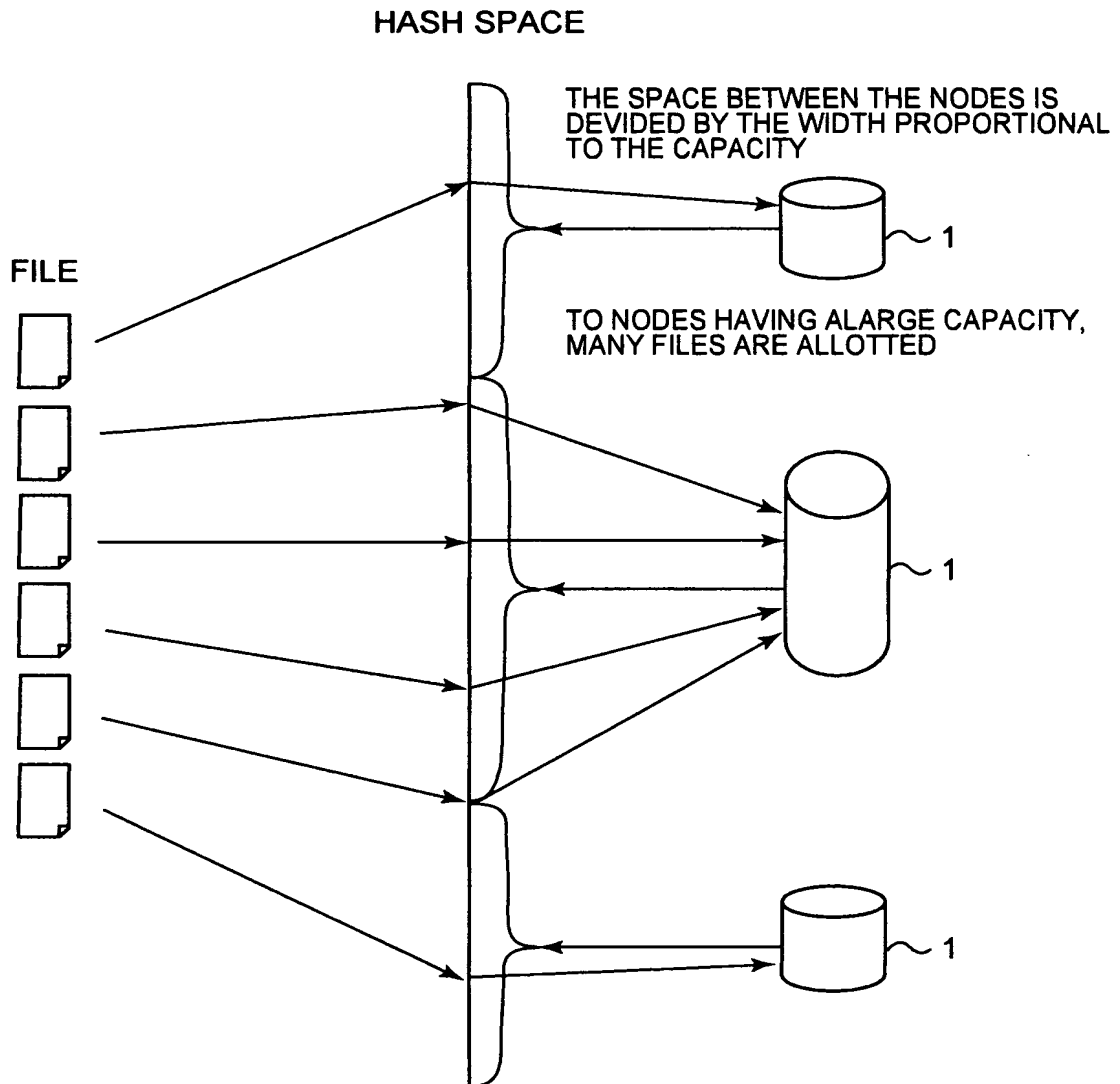 HASH SPACE
THE SPACE BETWEEN THE NODES IS
DEVIDED BY THE WIDTH PROPORTIONAL
TO THE CAPACITY
1
FILE
TO NODES HAVING ALARGE CAPACITY,
MANY FILES ARE ALLOTTED
1
1